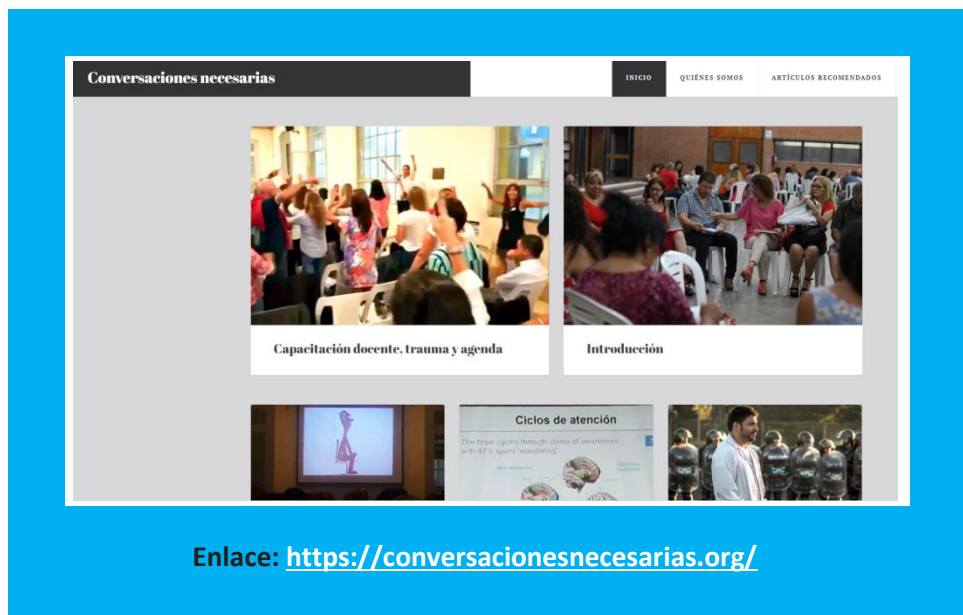 Conversaciones necesarias
INICIO
QUIÉNES SOMOS
ARTÍCULOS RECOMENDADOS
Capacitación docente, trauma y agenda
Introducción
Ciclos de atención
The brain cycles through states of awareness
with 47% spent 'wandering'
Enlace: https://conversacionesnecesarias.org/